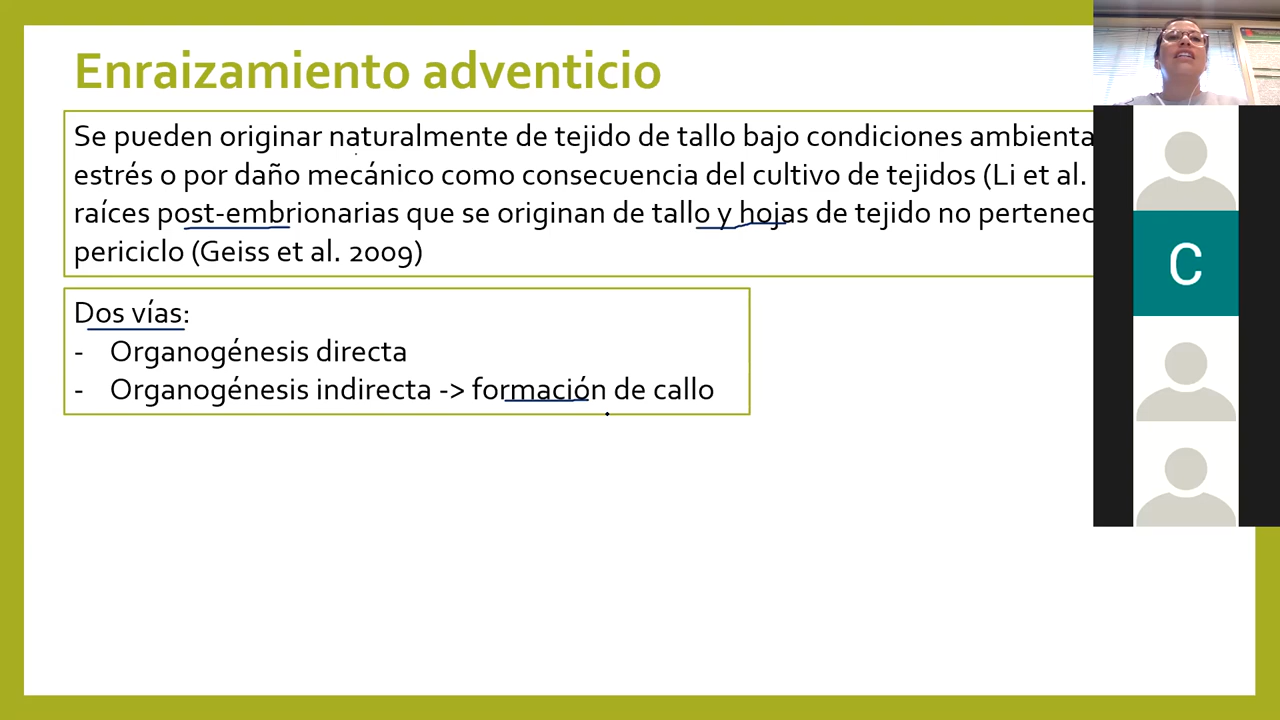 Enraizamiento adventicio
Se pueden originar naturalmente de tejido de tallo bajo condiciones
estrés o por daño mecánico como consecuencia del cultivo de tejidos (Li et al.
raíces post-embrionarias que se originan de tallo y hojas de tejido no
periciclo (Geiss et al. 2009)
Dos vías:
- Organogénesis directa
- Organogénesis indirecta -> formación de callo
C